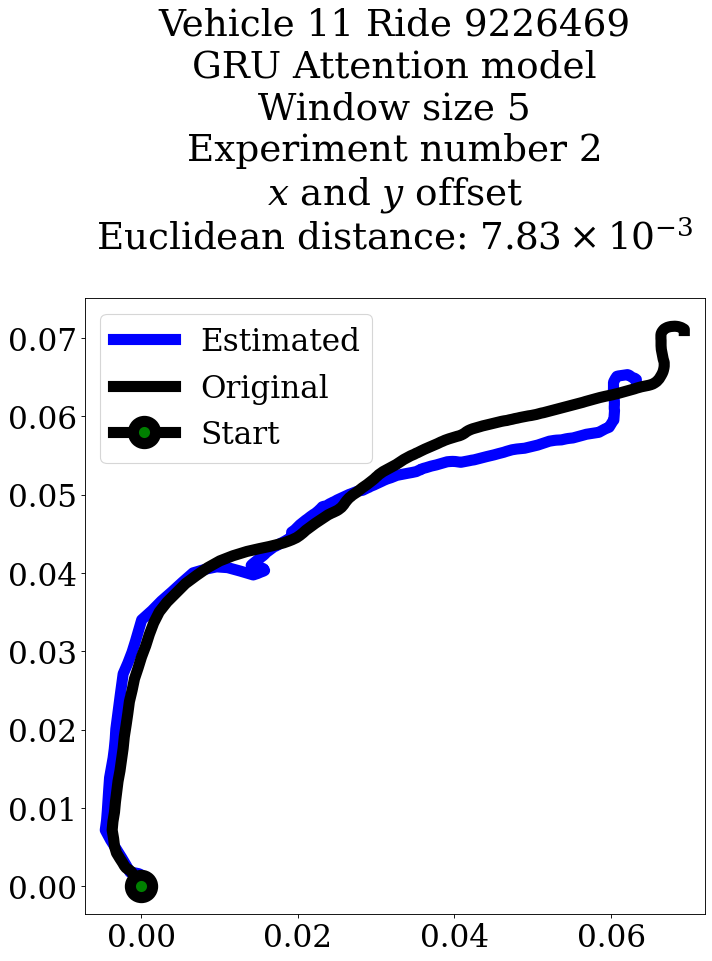 Vehicle 11 Ride 9226469
GRU Attention model
Window size 5
Experiment number 2
x and y offset
Euclidean distance: 7.83 × 10⁻³
Estimated
Original
Start
0.07
0.06
0.05
0.04
0.03
0.02
0.01
0.00
0.00 0.02 0.04 0.06